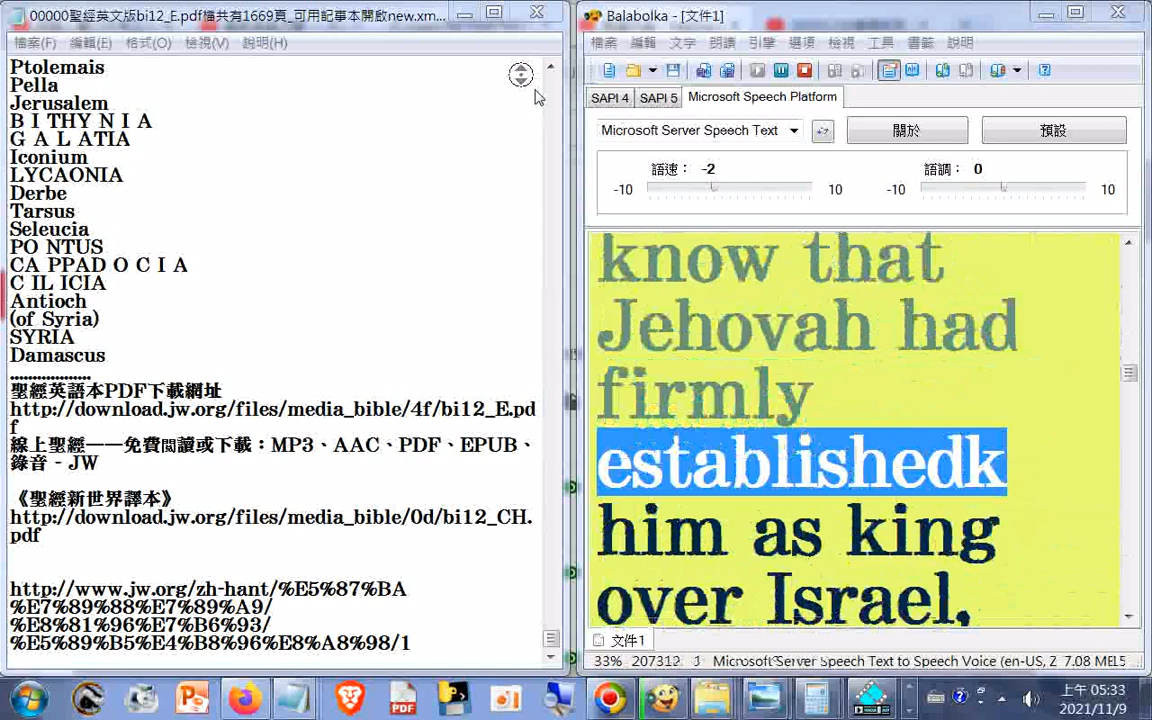 00000聖經英文版bi12_E.pdf檔共有1669頁_可用記事本開啟new.xm...
檔案(F) 編輯(E) 格式(O) 檢視(V) 說明(H)
Ptolemais
Pella
Jerusalem
B I THY N I A
G A L ATIA
Iconium
LYCAONIA
Derbe
Tarsus
Seleucia
PO NTUS
CA PPAD O C I A
C IL ICIA
Antioch
(of Syria)
SYRIA
Damascus
..................
聖經英語本PDF下載網址
http://download.jw.org/files/media_bible/4f/bi12_E.pd
f
線上聖經——免費閱讀或下載：MP3、AAC、PDF、EPUB、
錄音 - JW
《聖經新世界譯本》
http://download.jw.org/files/media_bible/0d/bi12_CH.
pdf
http://www.jw.org/zh-hant/%E5%87%BA
%E7%89%88%E7%89%A9/
%E8%81%96%E7%B6%93/
%E5%89%B5%E4%B8%96%E8%A8%98/1
Balabolka - [文件1]
檔案 編輯 文字 朗讀 引擎 選項 檢視 工具 書籤 說明
SAPI 4 SAPI 5 Microsoft Speech Platform
Microsoft Server Speech Text 關於 預設
語速： -2 語調： 0
-10 10 -10 10
know that
Jehovah had
firmly
establishedk
him as king
over Israel,
文件1
33% 207312 Microsoft Server Speech Text to Speech Voice (en-US, Z 7.08 ME
PDF
上午 05:33
2021/11/9